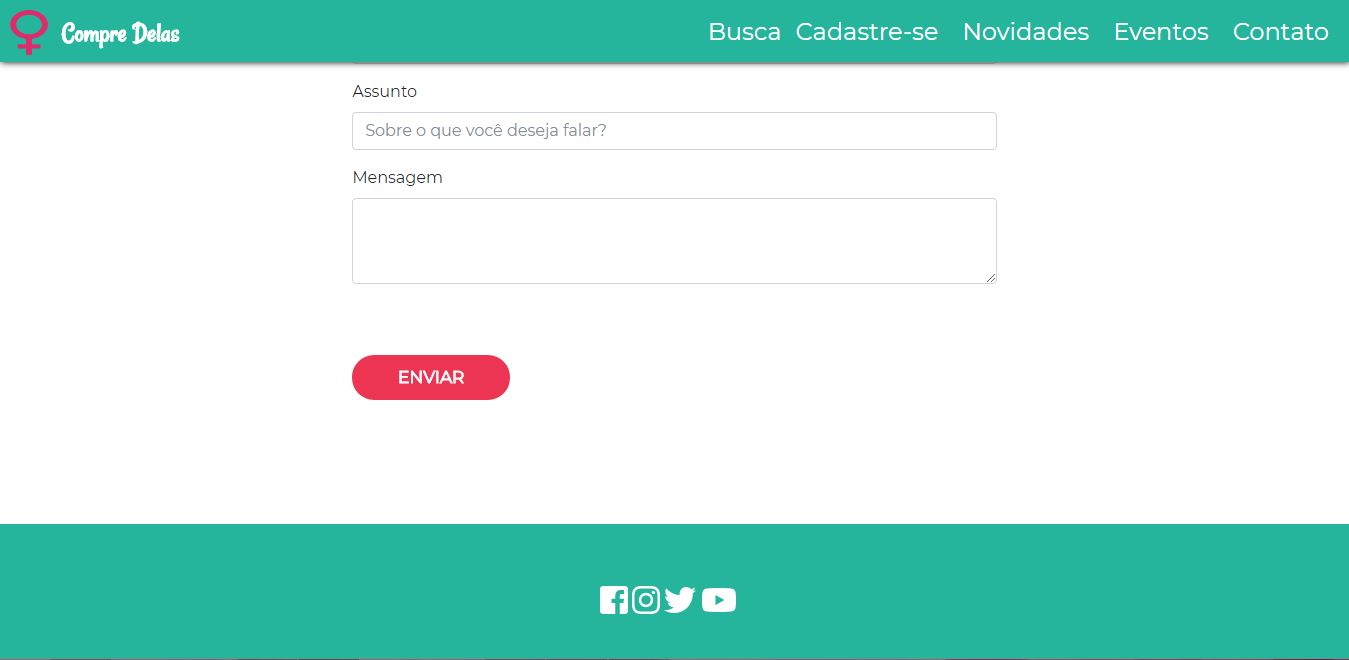 Compre Delas
Busca Cadastre-se Novidades Eventos Contato
Assunto
Sobre o que você deseja falar?
Mensagem
ENVIAR